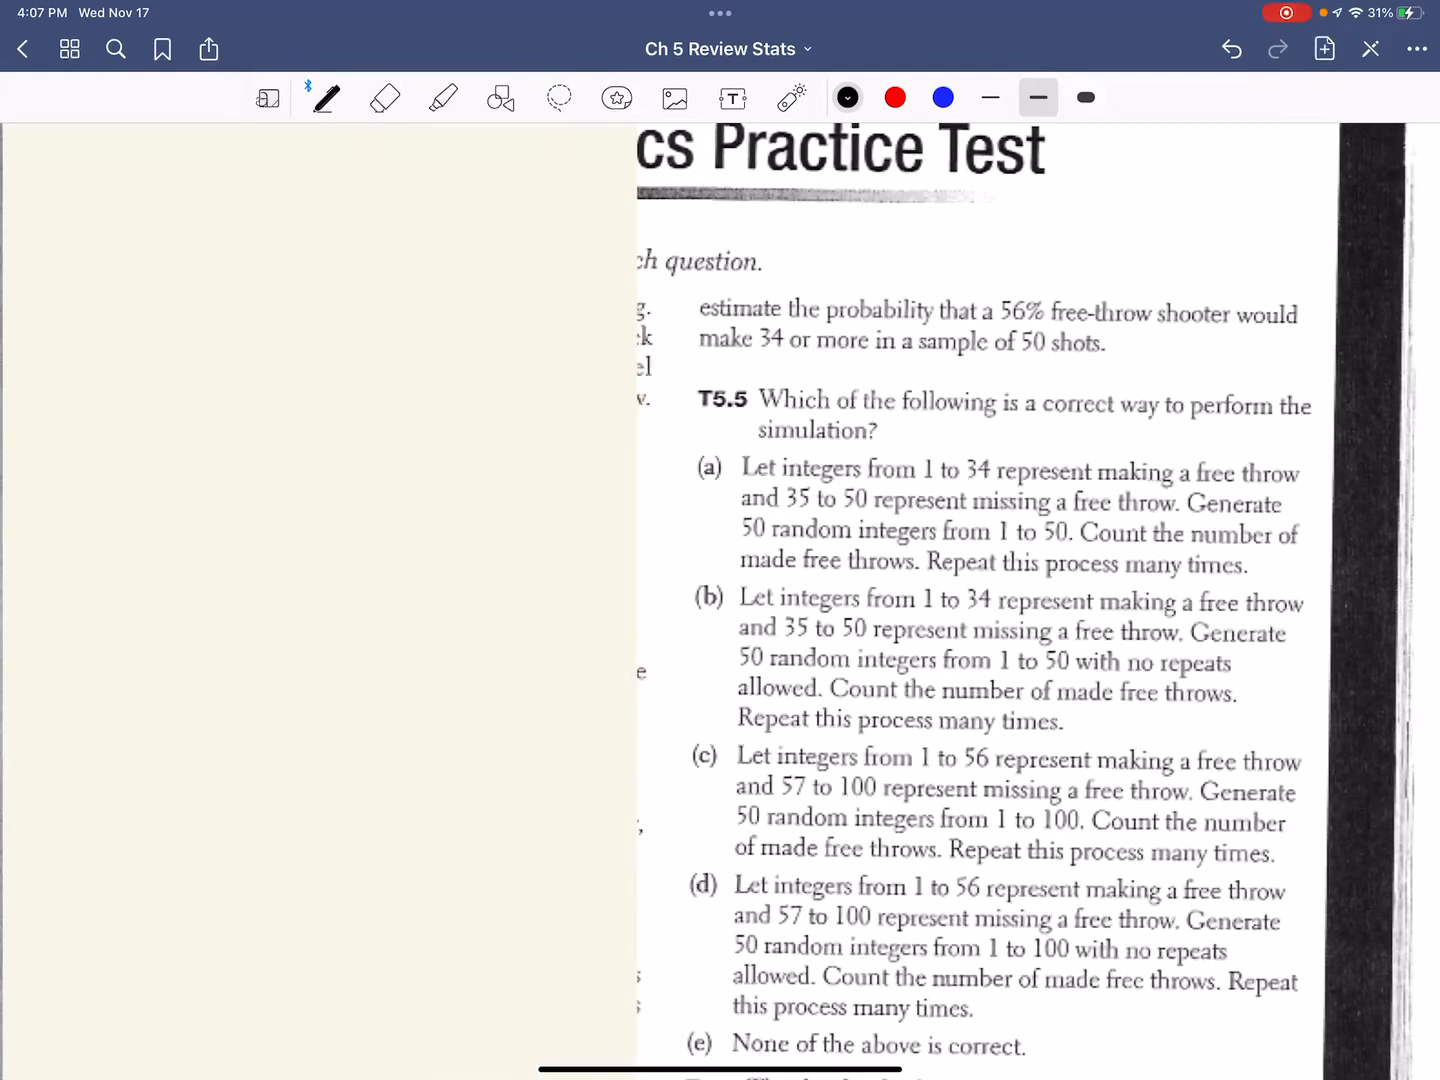 4:07 PM Wed Nov 17
31%
Ch 5 Review Stats
T
cs Practice Test
ch question.
g.
ck
el
v.
e
,
s
s
estimate the probability that a 56% free-throw shooter would
make 34 or more in a sample of 50 shots.
T5.5 Which of the following is a correct way to perform the
simulation?
(a) Let integers from 1 to 34 represent making a free throw
and 35 to 50 represent missing a free throw. Generate
50 random integers from 1 to 50. Count the number of
made free throws. Repeat this process many times.
(b) Let integers from 1 to 34 represent making a free throw
and 35 to 50 represent missing a free throw. Generate
50 random integers from 1 to 50 with no repeats
allowed. Count the number of made free throws.
Repeat this process many times.
(c) Let integers from 1 to 56 represent making a free throw
and 57 to 100 represent missing a free throw. Generate
50 random integers from 1 to 100. Count the number
of made free throws. Repeat this process many times.
(d) Let integers from 1 to 56 represent making a free throw
and 57 to 100 represent missing a free throw. Generate
50 random integers from 1 to 100 with no repeats
allowed. Count the number of made free throws. Repeat
this process many times.
(e) None of the above is correct.